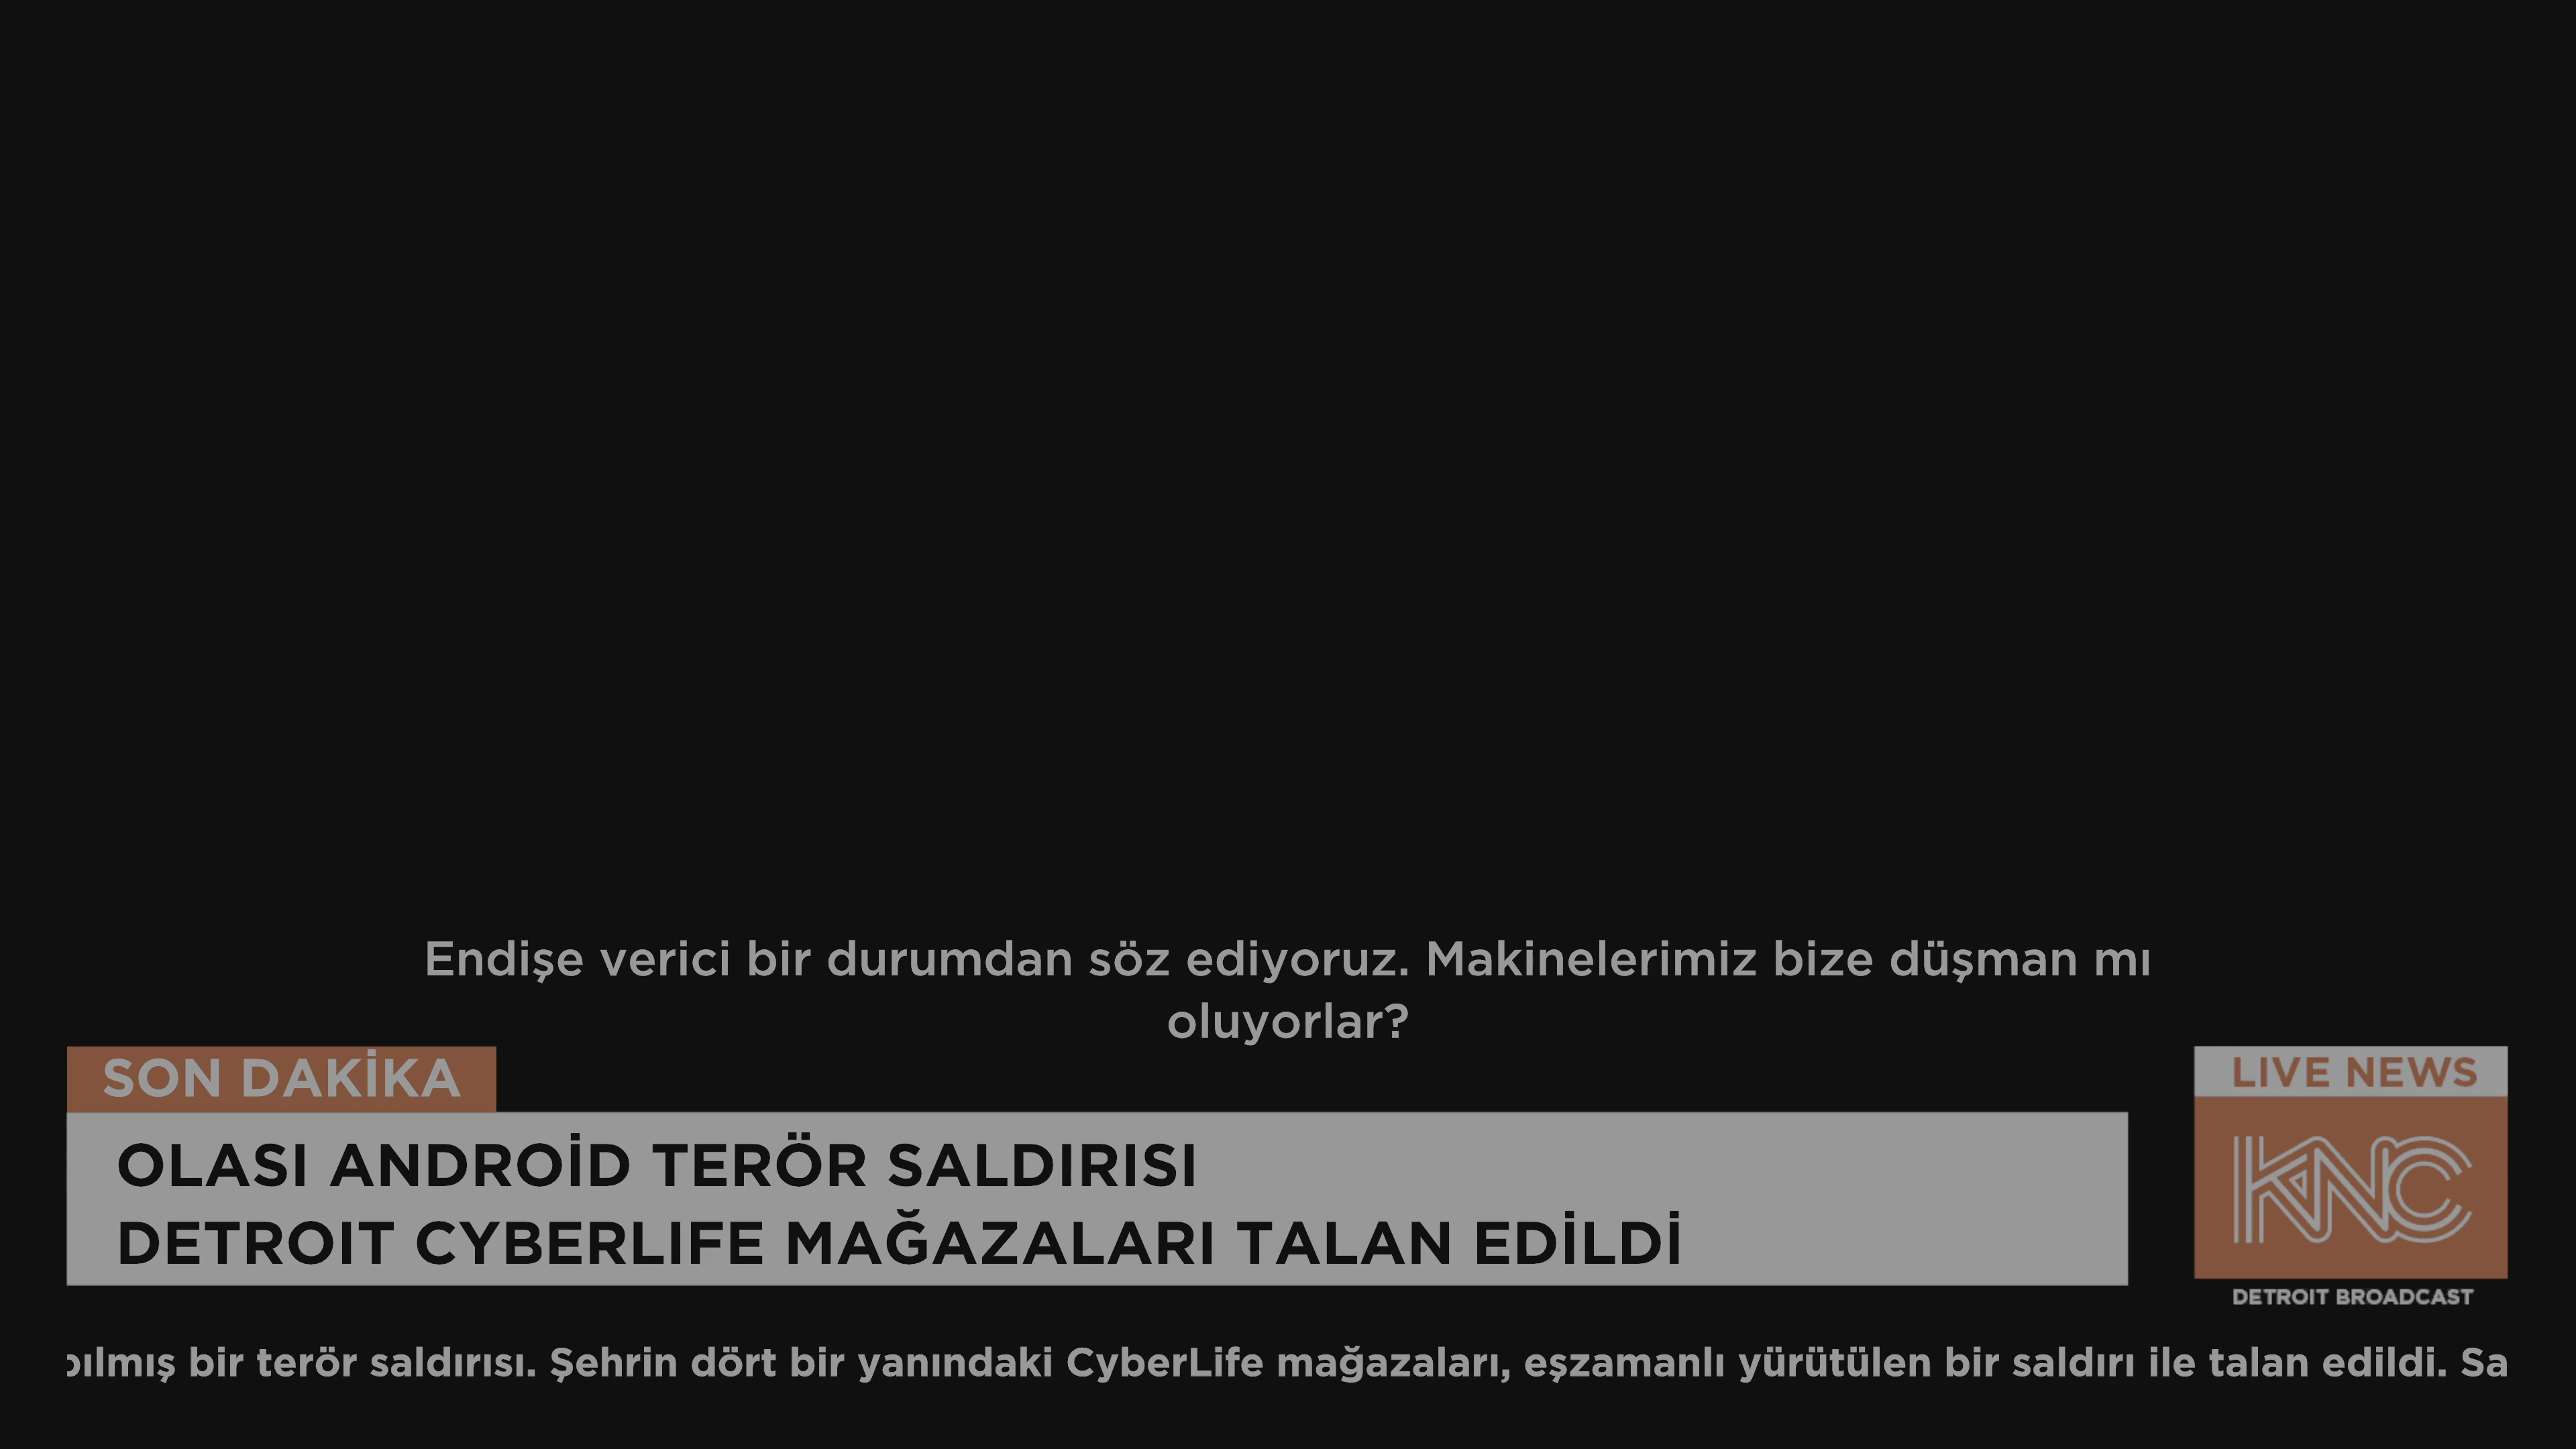 Endişe verici bir durumdan söz ediyoruz. Makinelerimiz bize düşman mı
oluyorlar?
SON DAKİKA
LIVE NEWS
OLASI ANDROİD TERÖR SALDIRISI
DETROIT CYBERLIFE MAĞAZALARI TALAN EDİLDİ
KNC
DETROIT BROADCAST
bir terör saldırısı. Şehrin dört bir yanındaki CyberLife mağazaları, eşzamanlı yürütülen bir saldırı ile talan edildi. Sa